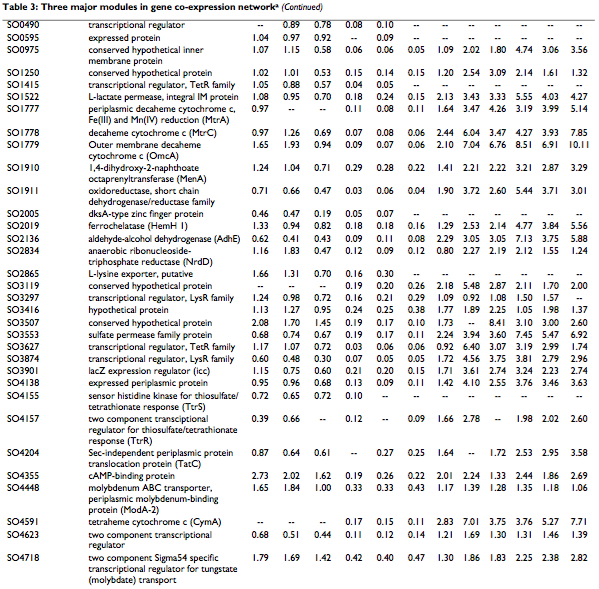 Table 3: Three major modules in gene co-expression networkᵃ (Continued)
SO0490 transcriptional regulator -- 0.89 0.78 0.08 0.10 -- -- -- -- -- -- --
SO0595 expressed protein 1.04 0.97 0.92 -- 0.09 -- -- -- -- -- -- --
SO0975 conserved hypothetical inner 1.07 1.15 0.58 0.06 0.06 0.05 1.09 2.02 1.80 4.74 3.06 3.56
membrane protein
SO1250 conserved hypothetical protein 1.02 1.01 0.53 0.15 0.14 0.15 1.20 2.54 3.09 2.14 1.61 1.32
SO1415 transcriptional regulator, TetR family 1.05 0.88 0.57 0.04 0.05 -- -- -- -- -- -- --
SO1522 L-lactate permease, integral IM protein 1.08 0.95 0.70 0.18 0.24 0.15 2.13 3.43 3.33 5.55 4.03 4.27
SO1777 periplasmic decaheme cytochrome c, 0.97 -- -- 0.11 0.08 0.11 1.64 3.47 4.26 3.19 3.99 5.14
Fe(III) and Mn(IV) reduction (MtrA)
SO1778 decaheme cytochrome c (MtrC) 0.97 1.26 0.69 0.07 0.08 0.06 2.44 6.04 3.47 4.27 3.93 7.85
SO1779 Outer membrane decaheme 1.65 1.93 0.94 0.09 0.07 0.06 2.10 7.04 6.76 8.51 6.91 10.11
cytochrome c (OmcA)
SO1910 1,4-dihydroxy-2-naphthoate 1.24 1.04 0.71 0.29 0.28 0.22 1.41 2.21 2.22 3.21 2.87 3.29
octaprenyltransferase (MenA)
SO1911 oxidoreductase, short chain 0.71 0.66 0.47 0.03 0.06 0.04 1.90 3.72 2.60 5.44 3.71 3.01
dehydrogenase/reductase family
SO2005 dksA-type zinc finger protein 0.46 0.47 0.19 0.05 0.07 -- -- -- -- -- -- --
SO2019 ferrochelatase (HemH 1) 1.33 0.94 0.82 0.18 0.18 0.16 1.29 2.53 2.14 4.77 3.84 5.56
SO2136 aldehyde-alcohol dehydrogenase (AdhE) 0.62 0.41 0.43 0.09 0.11 0.08 2.29 3.05 3.05 7.13 3.75 5.88
SO2834 anaerobic ribonucleoside- 1.16 1.83 0.47 0.12 0.09 0.12 0.80 2.27 2.19 2.12 1.55 1.24
triphosphate reductase (NrdD)
SO2865 L-lysine exporter, putative 1.66 1.31 0.70 0.16 0.30 -- -- -- -- -- -- --
SO3119 conserved hypothetical protein -- -- -- 0.19 0.20 0.26 2.18 5.48 2.87 2.11 1.70 2.00
SO3297 transcriptional regulator, LysR family 1.24 0.98 0.72 0.16 0.21 0.29 1.09 0.92 1.08 1.50 1.57 --
SO3416 hypothetical protein 1.13 1.27 0.95 0.24 0.25 0.38 1.77 1.89 2.25 1.05 1.98 1.37
SO3507 conserved hypothetical protein 2.08 1.70 1.45 0.19 0.17 0.10 1.73 -- 8.41 3.10 3.00 2.60
SO3553 sulfate permease family protein 0.68 0.74 0.67 0.19 0.17 0.11 2.24 3.94 3.60 7.45 5.47 6.92
SO3627 transcriptional regulator, TetR family 1.17 1.07 0.72 0.03 0.06 0.06 0.92 6.40 3.07 3.19 2.99 1.74
SO3874 transcriptional regulator, LysR family 0.60 0.48 0.30 0.07 0.05 0.05 1.72 4.56 3.75 3.81 2.79 2.96
SO3901 lacZ expression regulator (icc) 1.15 0.75 0.60 0.21 0.20 0.15 1.71 3.61 2.74 3.24 2.23 2.74
SO4138 expressed periplasmic protein 0.95 0.96 0.68 0.13 0.09 0.11 1.42 4.10 2.55 3.76 3.46 3.63
SO4155 sensor histidine kinase for thiosulfate/ 0.72 0.65 0.72 0.10 -- -- -- -- -- -- -- --
tetrathionate response (TtrS)
SO4157 two component transciptional 0.39 0.66 -- 0.12 -- 0.09 1.66 2.78 -- 1.98 2.02 2.60
regulator for thiosulfate/tetrathionate
response (TtrR)
SO4204 Sec-independent periplasmic protein 0.87 0.64 0.61 -- 0.27 0.25 1.64 -- 1.72 2.53 2.95 3.58
translocation protein (TatC)
SO4355 cAMP-binding protein 2.73 2.02 1.62 0.19 0.26 0.22 2.01 2.24 1.33 2.44 1.86 2.69
SO4448 molybdenum ABC transporter, 1.65 1.84 1.00 0.33 0.33 0.43 1.17 1.39 1.28 1.35 1.18 1.06
periplasmic molybdenum-binding
protein (ModA-2)
SO4591 tetraheme cytochrome c (CymA) -- -- -- 0.17 0.15 0.11 2.83 7.01 3.75 3.76 5.27 7.71
SO4623 two component transcriptional 0.68 0.51 0.44 0.11 0.12 0.14 1.21 1.69 1.30 1.31 1.46 1.39
regulator
SO4718 two component Sigma54 specific 1.79 1.69 1.42 0.42 0.40 0.47 1.30 1.86 1.83 2.25 2.38 2.82
transcriptional regulator for tungstate
(molybdate) transport